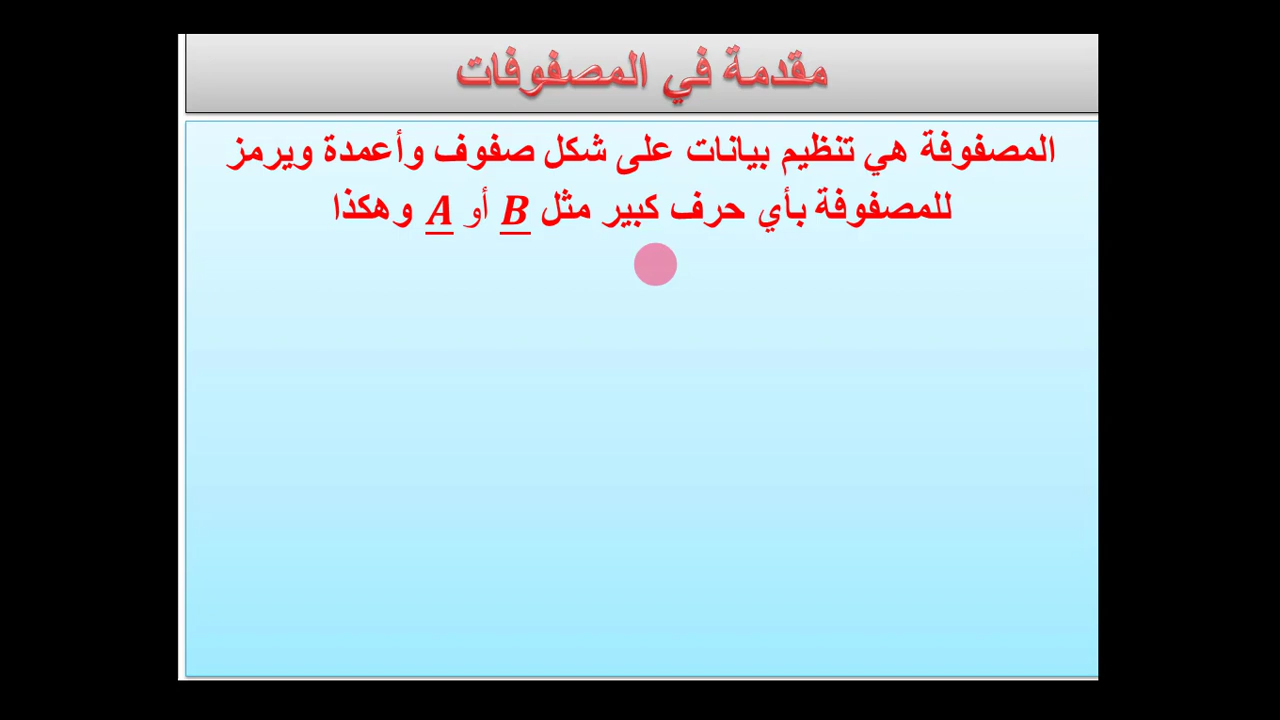 مقدمة في المصفوفات
المصفوفة هي تنظيم بيانات على شكل صفوف وأعمدة ويرمز
للمصفوفة بأي حرف كبير مثل B أو A وهكذا